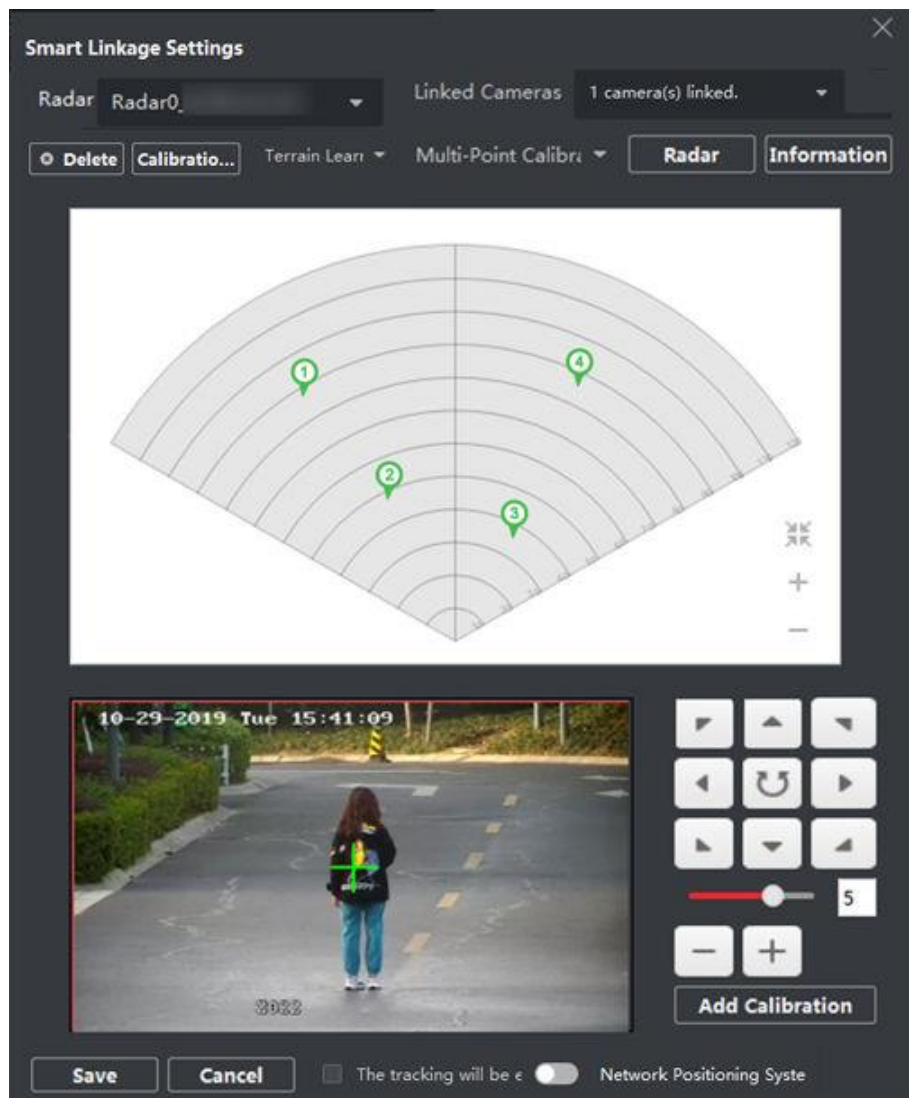 Smart Linkage Settings
Radar Radar0_ Linked Cameras 1 camera(s) linked.
Delete Calibratio... Terrain Learr Multi-Point Calibra Radar Information
1
4
2
3
10-29-2019 Tue 15:41:09
5
Add Calibration
Save Cancel The tracking will be e Network Positioning Syste